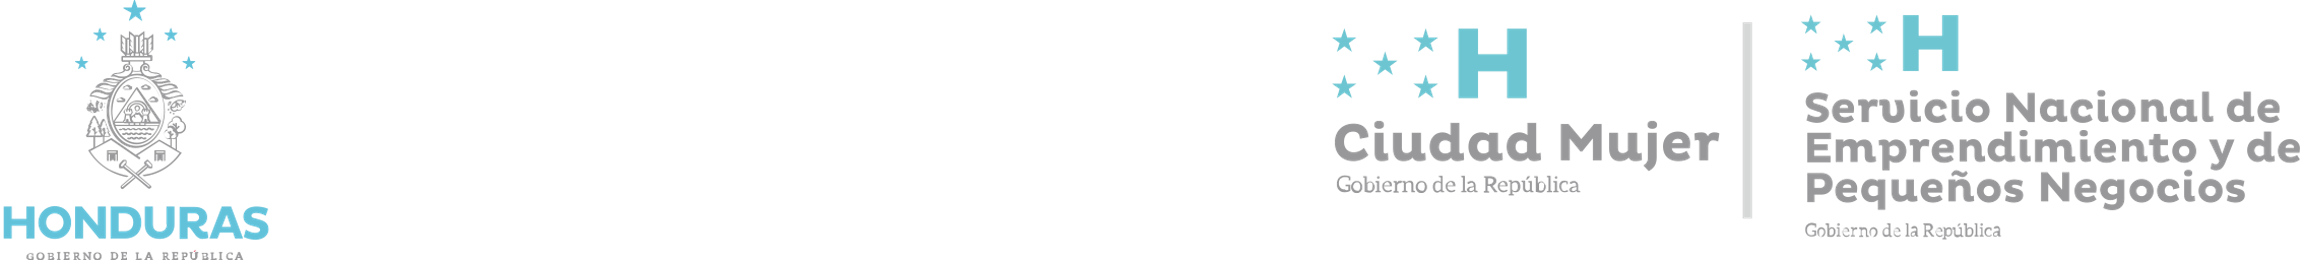 HONDURAS
GOBIERNO DE LA REPÚBLICA
H
Ciudad Mujer
Gobierno de la República
H
Servicio Nacional de
Emprendimiento y de
Pequeños Negocios
Gobierno de la República